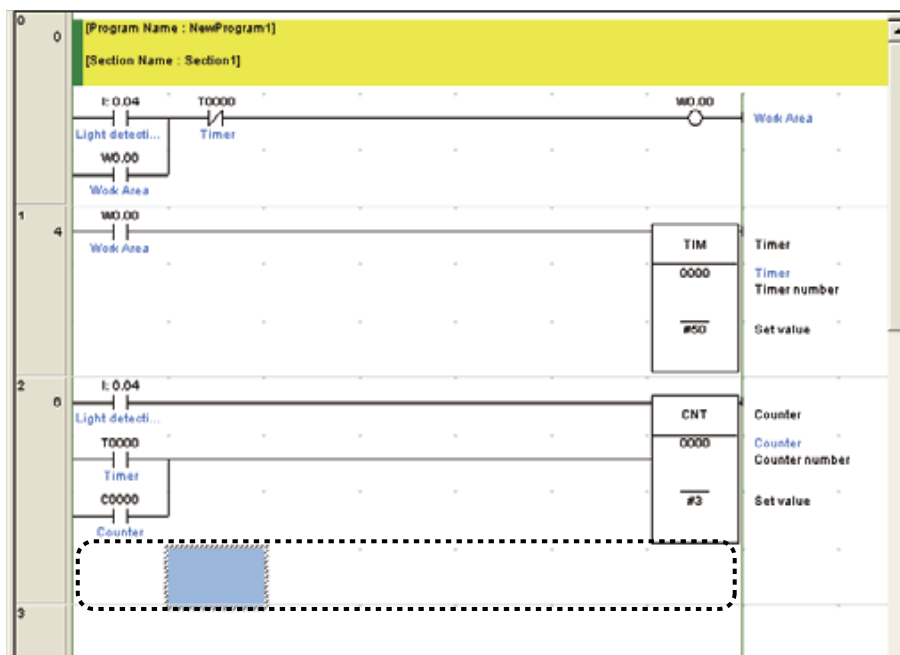 0
0
[Program Name : NewProgram1]
[Section Name : Section1]
I: 0.04
T0000
W0.00
Light detecti...
Timer
Work Area
W0.00
Work Area
1
4
W0.00
Work Area
TIM
Timer
0000
Timer
Timer number
#50
Set value
2
6
I: 0.04
Light detecti...
CNT
Counter
T0000
Timer
0000
Counter
Counter number
C0000
Counter
#3
Set value
3